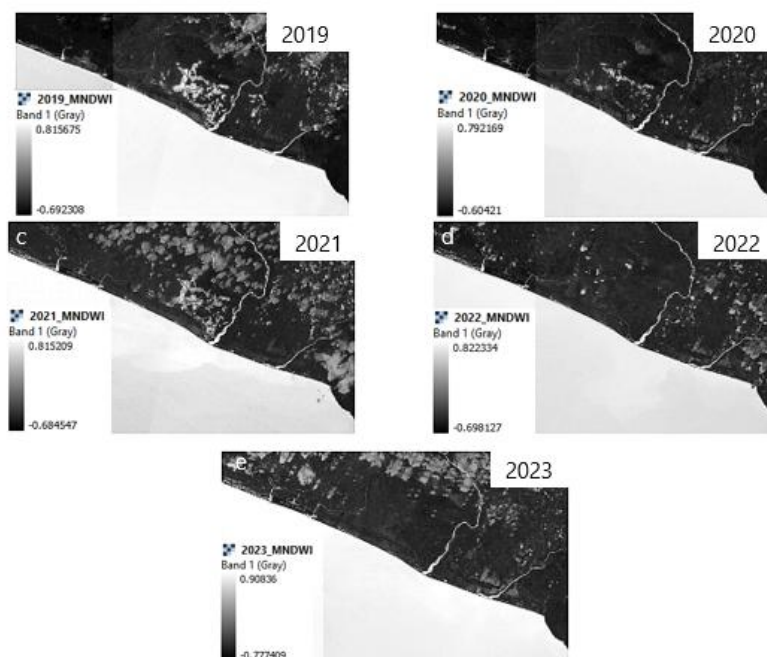 2019
2019_MNDWI
Band 1 (Gray)
0.815675
-0.692308
2020
2020_MNDWI
Band 1 (Gray)
0.792169
-0.60421
c
2021
2021_MNDWI
Band 1 (Gray)
0.815209
-0.684547
d
2022
2022_MNDWI
Band 1 (Gray)
0.822334
-0.698127
e
2023
2023_MNDWI
Band 1 (Gray)
0.90836
-0.777409